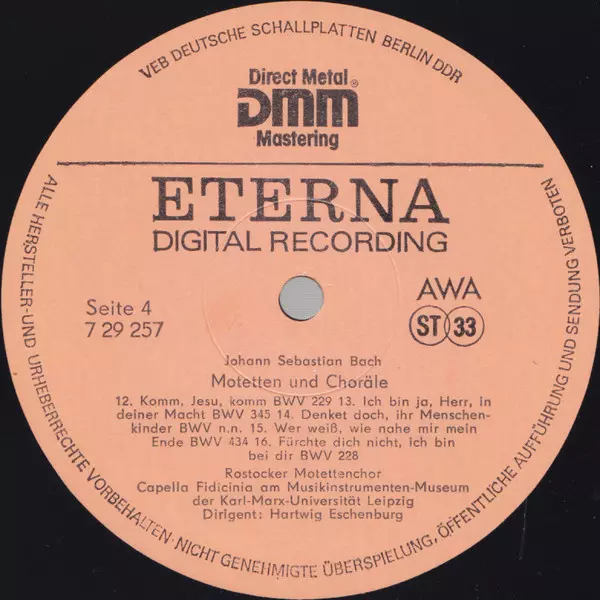 VEB DEUTSCHE SCHALLPLATTEN BERLIN DDR
Direct Metal
DMM®
Mastering
ETERNA
DIGITAL RECORDING
Seite 4
7 29 257
AWA
ST 33
Johann Sebastian Bach
Motetten und Choräle
12. Komm, Jesu, komm BWV 229 13. Ich bin ja, Herr, in
deiner Macht BWV 345 14. Denket doch, ihr Menschen-
kinder BWV n.n. 15. Wer weiß, wie nahe mir mein
Ende BWV 434 16. Fürchte dich nicht, ich bin
bei dir BWV 228
Rostocker Motettenchor
Capella Fidicinia am Musikinstrumenten-Museum
der Karl-Marx-Universität Leipzig
Dirigent: Hartwig Eschenburg
ALLE HERSTELLER-UND URHEBERRECHTE VORBEHALTEN·NICHT GENEHMIGTE ÜBERSPIELUNG, ÖFFENTLICHE AUFFÜHRUNG UND SENDUNG VERBOTEN